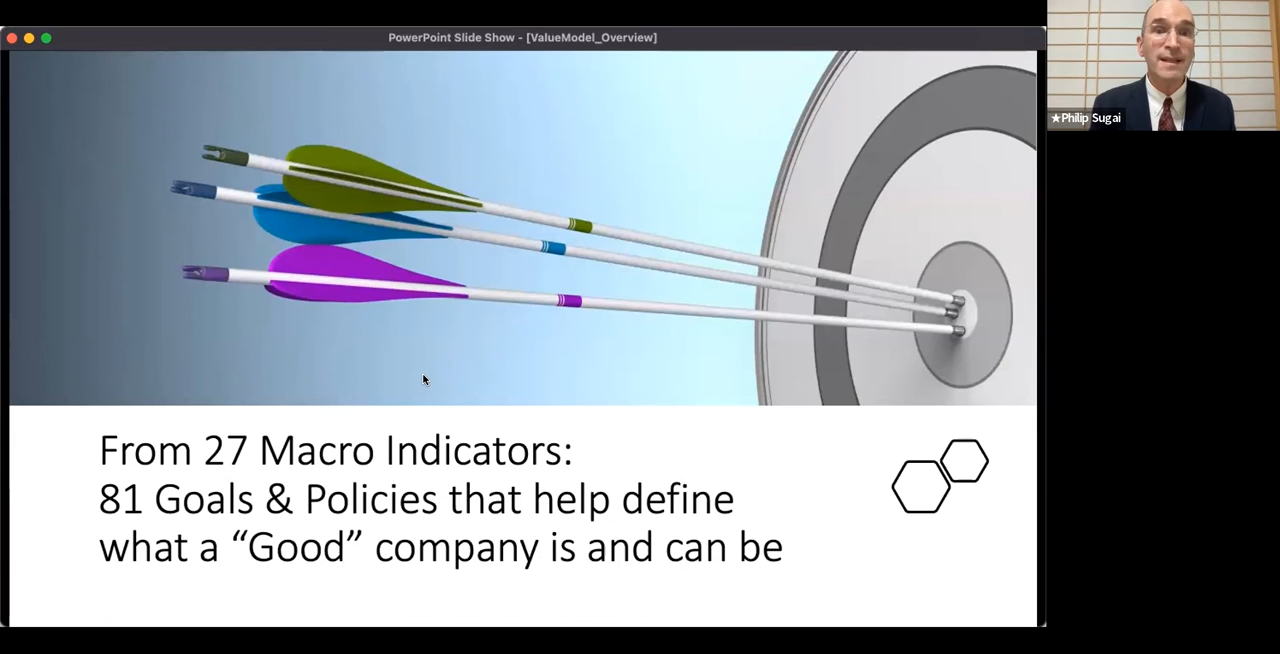 PowerPoint Slide Show - [ValueModel_Overview]
★Philip Sugai
From 27 Macro Indicators:
81 Goals & Policies that help define
what a “Good” company is and can be